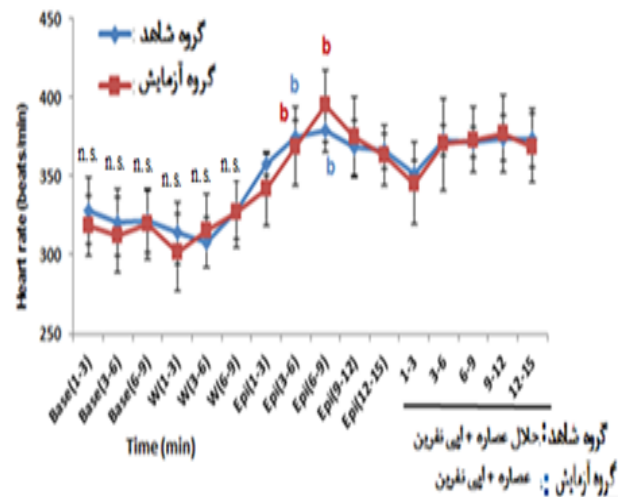 450
400
350
300
250
Heart rate (beats/min)
گروه شاهد :
گروه آزمایش :
n.s.
n.s.
n.s.
n.s.
n.s.
n.s.
b
b
b
b
Base(1-3)
Base(3-6)
Base(6-9)
W(1-3)
W(3-6)
W(6-9)
Epi(1-3)
Epi(3-6)
Epi(6-9)
Epi(9-12)
Epi(12-15)
1-3
3-6
6-9
9-12
12-15
Time (min)
گروه شاهد: حلال عصاره + اپی نفرین
گروه آزمایش : عصاره + اپی نفرین